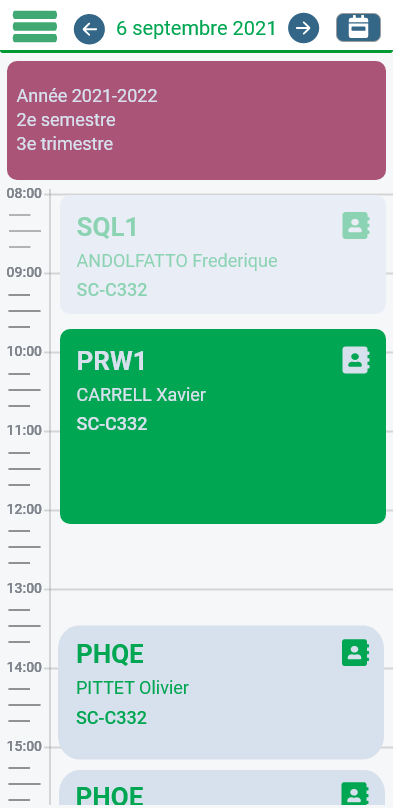 6 septembre 2021
Année 2021-2022
2e semestre
3e trimestre
08:00
SQL1
ANDOLFATTO Frederique
09:00
SC-C332
10:00
PRW1
CARRELL Xavier
SC-C332
11:00
12:00
13:00
PHQE
14:00
PITTET Olivier
SC-C332
15:00
PHQE